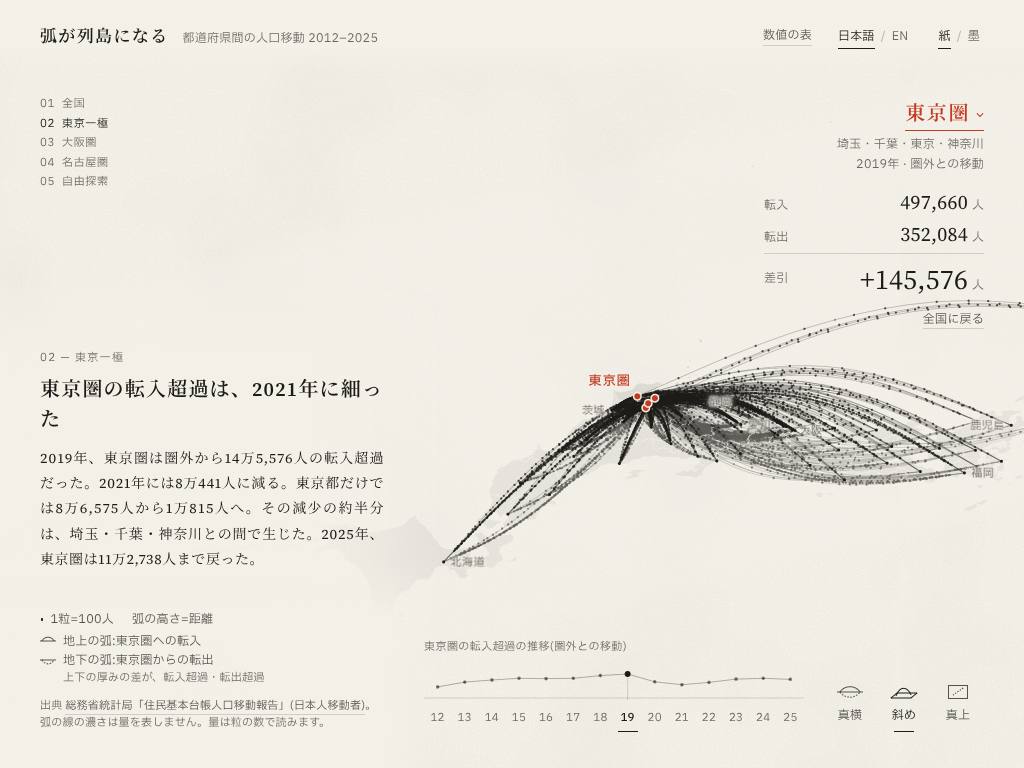 弧が列島になる 都道府県間の人口移動 2012–2025
数値の表 日本語 / EN 紙 / 墨
01 全国
02 東京一極
03 大阪圏
04 名古屋圏
05 自由探索
東京圏
埼玉・千葉・東京・神奈川
2019年・圏外との移動
転入 497,660 人
転出 352,084 人
差引 +145,576 人
全国に戻る
02 — 東京一極
東京圏の転入超過は、2021年に細っ
た
2019年、東京圏は圏外から14万5,576人の転入超過
だった。2021年には8万441人に減る。東京都だけで
は8万6,575人から1万815人へ。その減少の約半分
は、埼玉・千葉・神奈川との間で生じた。2025年、
東京圏は11万2,738人まで戻った。
東京圏
茨城
大阪
鹿児島
福岡
北海道
1粒=100人 弧の高さ=距離
地上の弧:東京圏への転入
地下の弧:東京圏からの転出
上下の厚みの差が、転入超過・転出超過
出典 総務省統計局「住民基本台帳人口移動報告」(日本人移動者)。
弧の線の濃さは量を表しません。量は粒の数で読みます。
東京圏の転入超過の推移(圏外との移動)
12 13 14 15 16 17 18 19 20 21 22 23 24 25
真横 斜め 真上